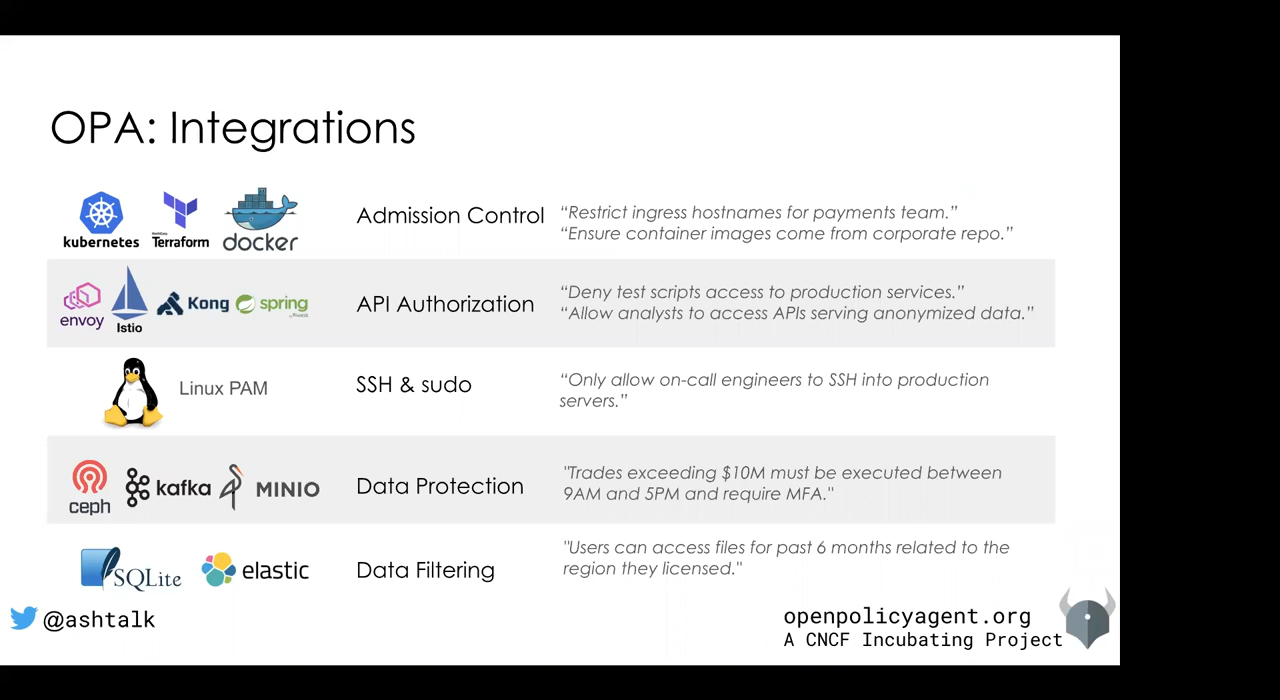 OPA: Integrations
kubernetes
HashiCorp
Terraform
docker
Admission Control
“Restrict ingress hostnames for payments team.”
“Ensure container images come from corporate repo.”
envoy
Istio
Kong
spring
API Authorization
“Deny test scripts access to production services.”
“Allow analysts to access APIs serving anonymized data.”
Linux PAM
SSH & sudo
“Only allow on-call engineers to SSH into production
servers.”
ceph
kafka
MINIO
Data Protection
"Trades exceeding $10M must be executed between
9AM and 5PM and require MFA."
SQLite
elastic
Data Filtering
"Users can access files for past 6 months related to the
region they licensed."
@ashtalk
openpolicyagent.org
A CNCF Incubating Project